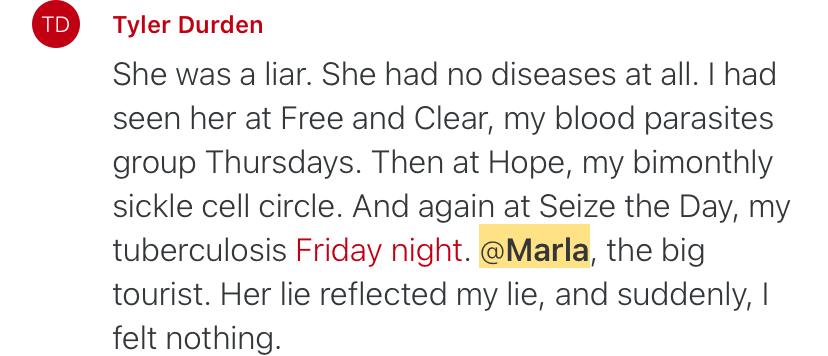 TD
Tyler Durden
She was a liar. She had no diseases at all. I had
seen her at Free and Clear, my blood parasites
group Thursdays. Then at Hope, my bimonthly
sickle cell circle. And again at Seize the Day, my
tuberculosis Friday night. @Marla, the big
tourist. Her lie reflected my lie, and suddenly, I
felt nothing.